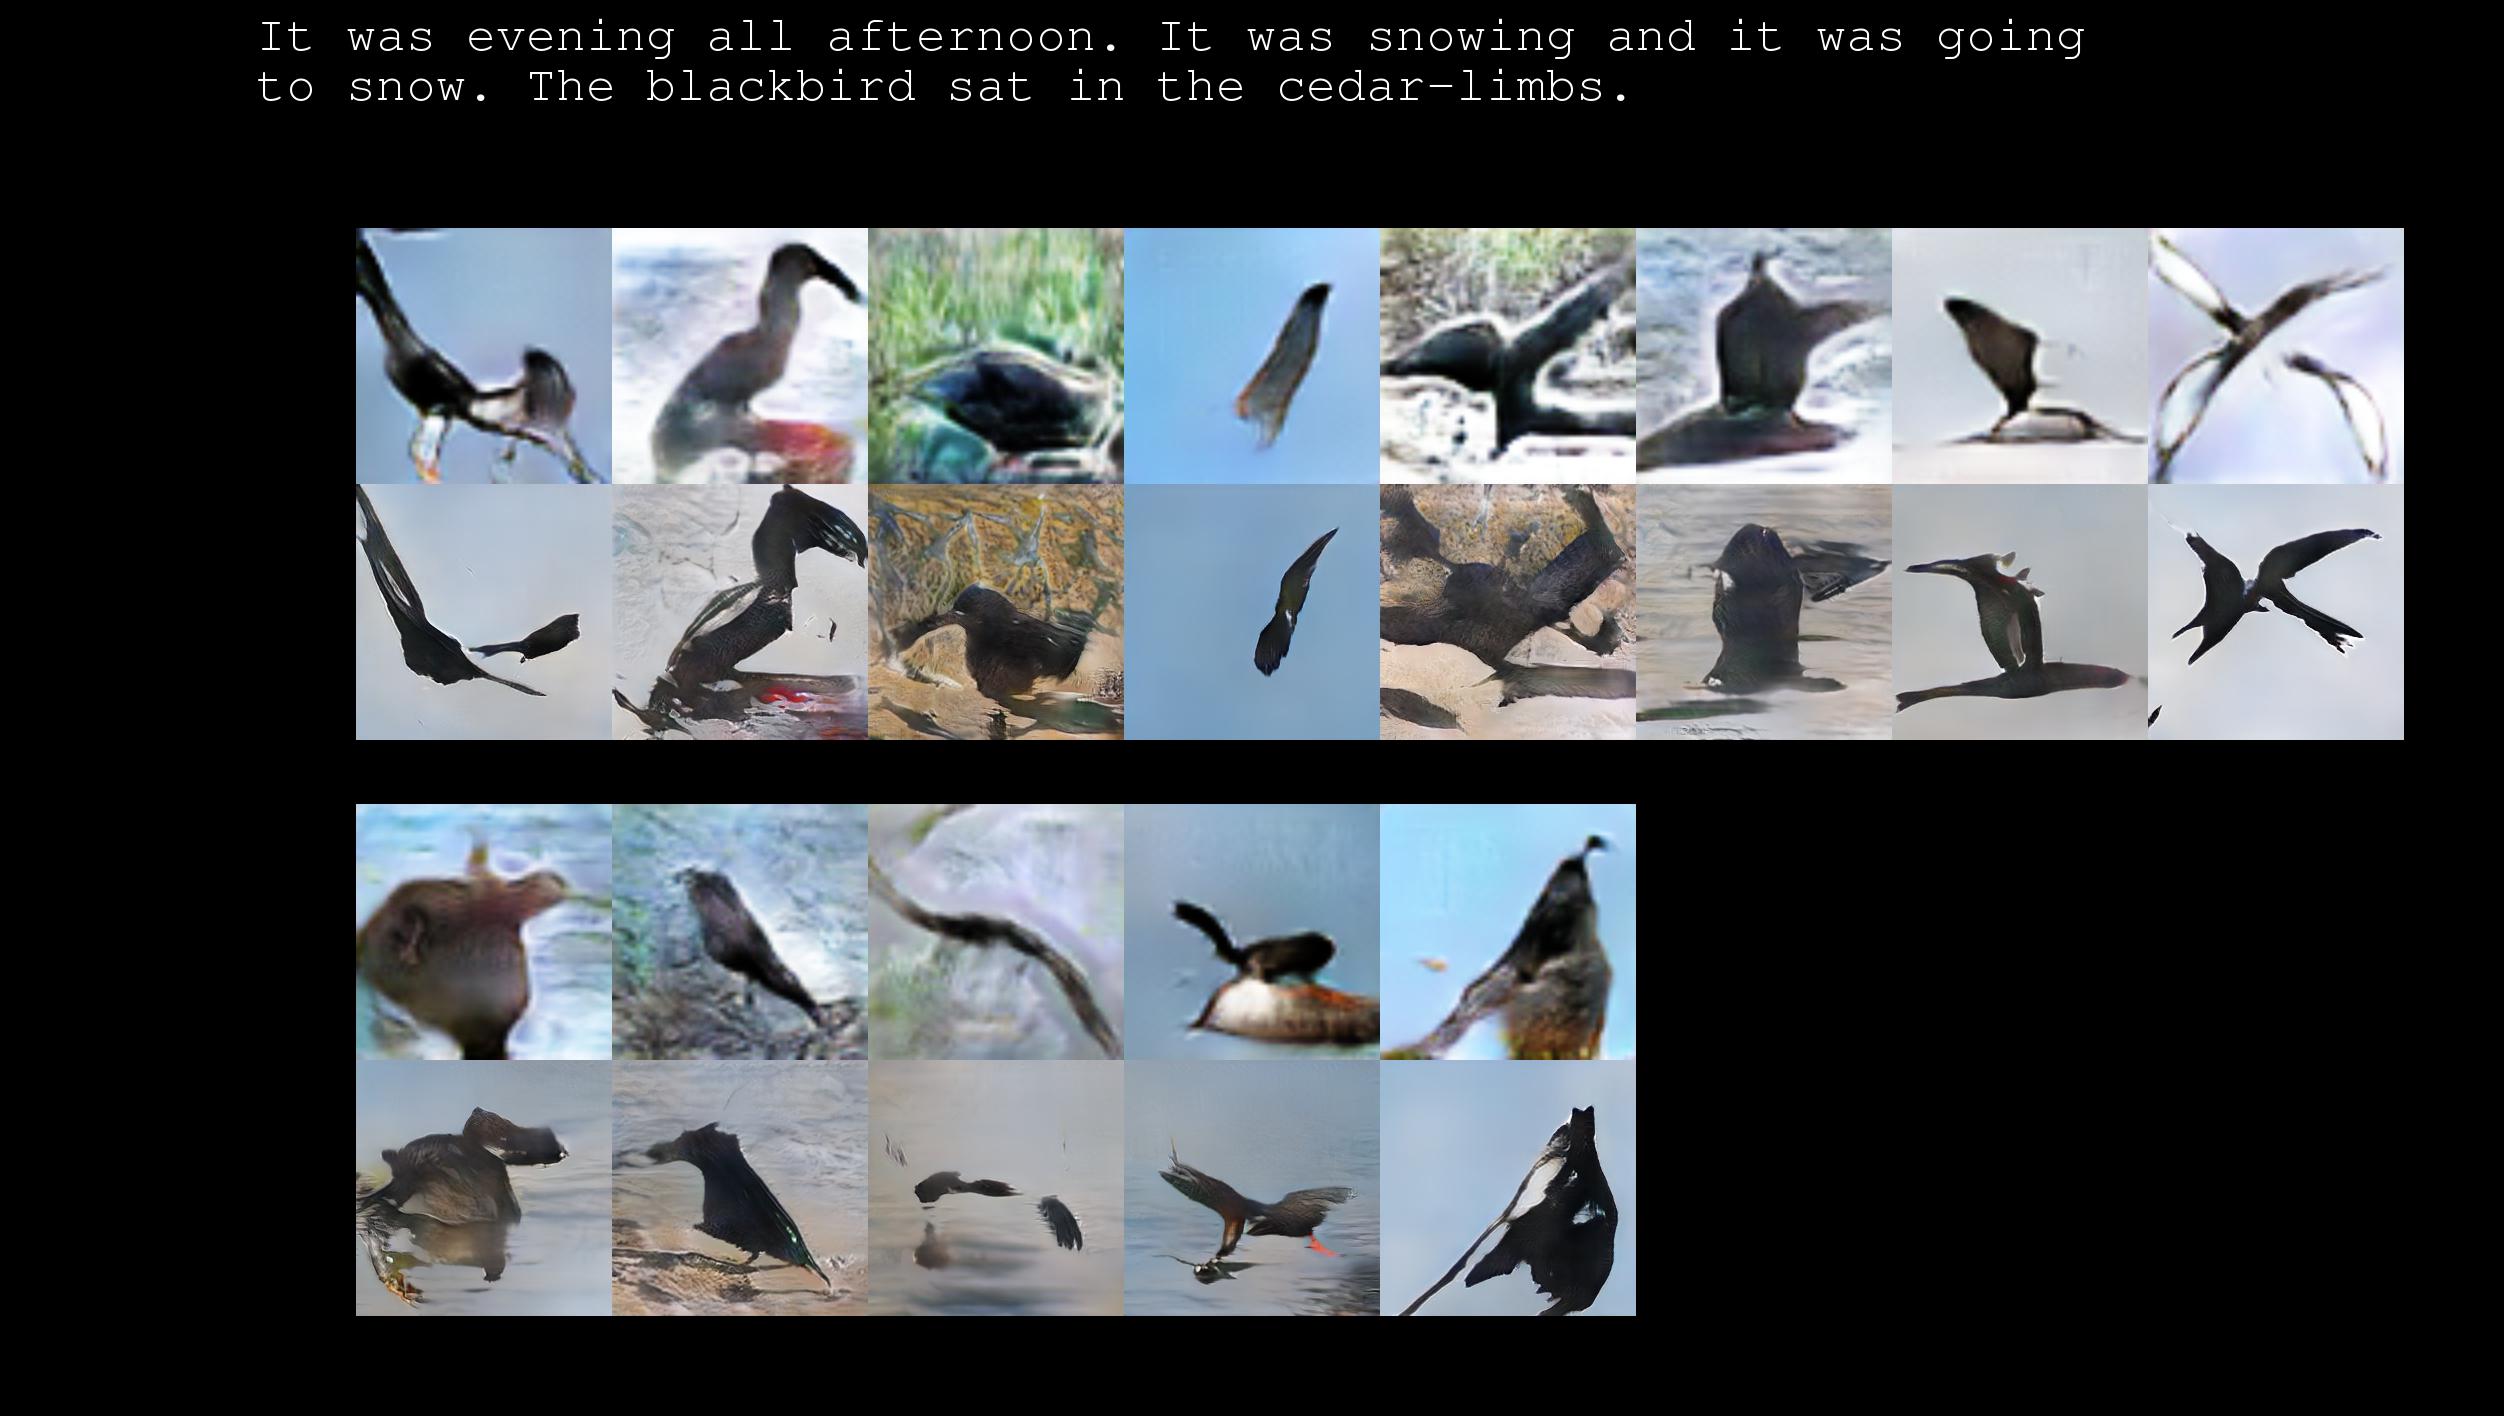 It was evening all afternoon. It was snowing and it was going
to snow. The blackbird sat in the cedar-limbs.